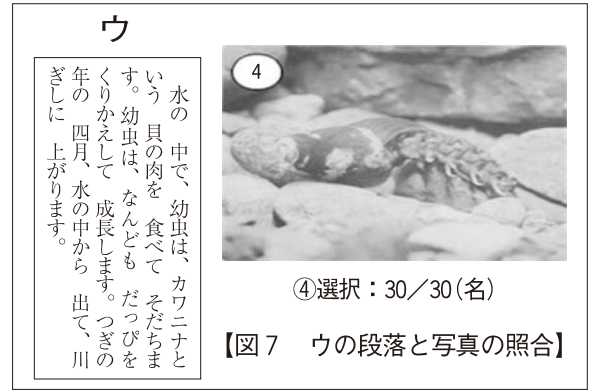 ウ
水の 中で、幼虫は、カワニナと
いう 貝の肉を 食べて そだちま
す。幼虫は、なんども だっぴを
くりかえして 成長します。つぎの
年の 四月、水の中から 出て、川
ぎしに 上がります。
4
④選択：30／30(名)
【図７ ウの段落と写真の照合】